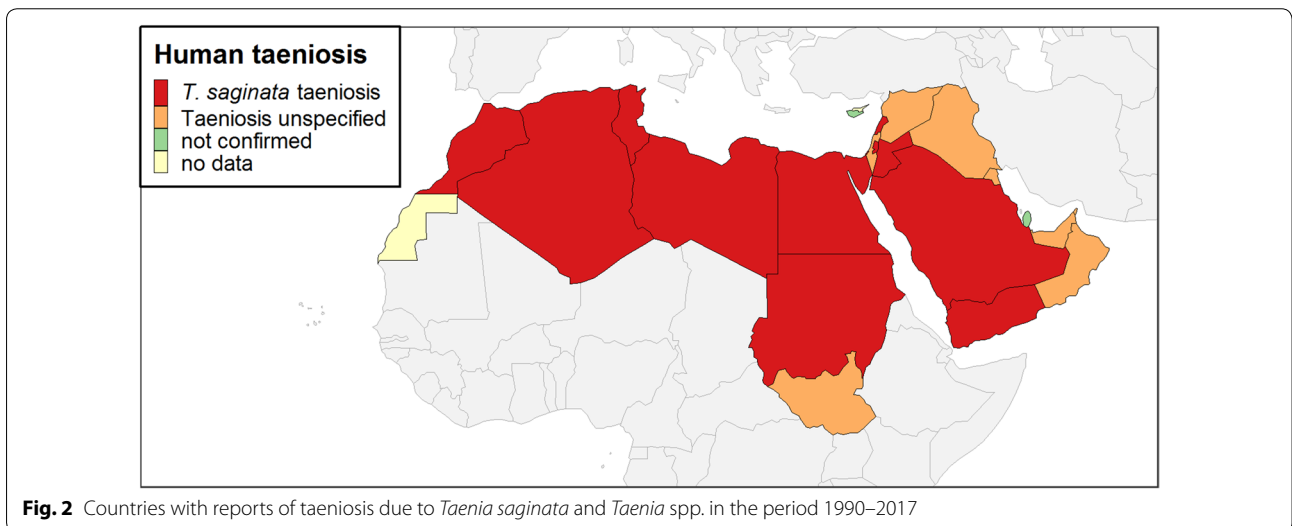 Human taeniosis
T. saginata taeniosis
Taeniosis unspecified
not confirmed
no data
Fig. 2 Countries with reports of taeniosis due to Taenia saginata and Taenia spp. in the period 1990–2017